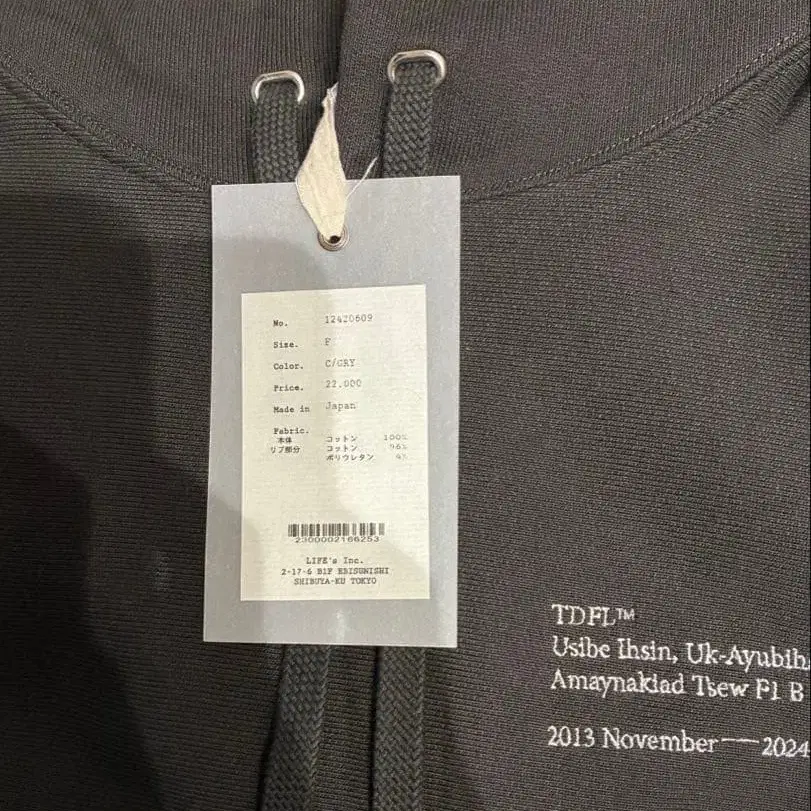 No. 12420609
Size. F
Color. C/GRY
Price. 22,000
Made in Japan
Fabric.
本体 コットン 100%
リブ部分 コットン 96%
ポリウレタン 4%
2300002166253
LIFE's Inc.
2-17-6 B1F EBISUNISHI
SHIBUYA-KU TOKYO
TDFL™
Usibe Ihsin, Uk-Ayubih
Amaynakiad Tsew F1 B
2013 November — 2024